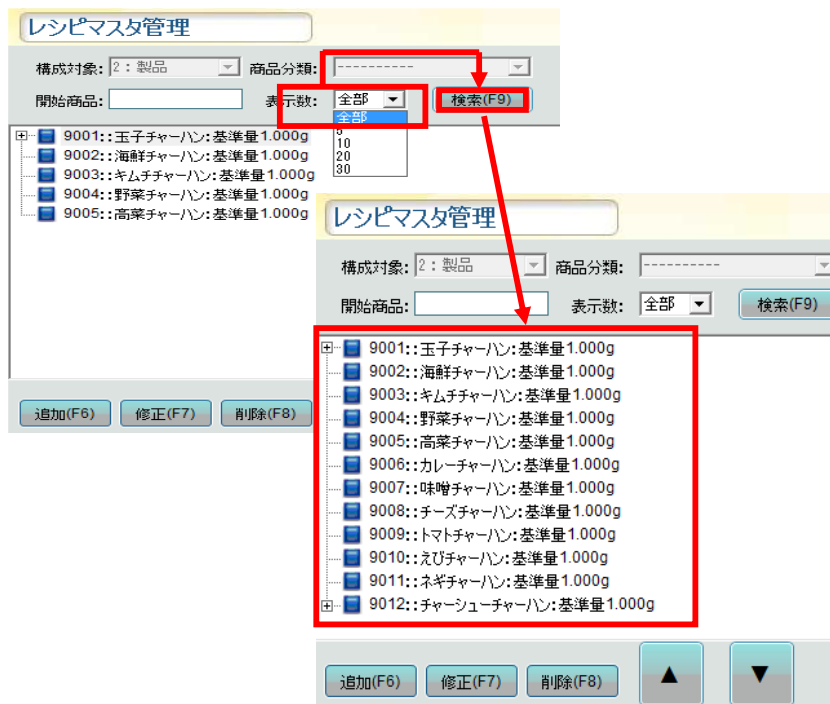 レシピマスタ管理
構成対象: 2:製品 商品分類: ----------
開始商品: 表示数: 全部 検索(F9)
全部
5
10
20
30
9001::玉子チャーハン:基準量1.000g
9002::海鮮チャーハン:基準量1.000g
9003::キムチチャーハン:基準量1.000g
9004::野菜チャーハン:基準量1.000g
9005::高菜チャーハン:基準量1.000g
追加(F6) 修正(F7) 削除(F8)
レシピマスタ管理
構成対象: 2:製品 商品分類: ----------
開始商品: 表示数: 全部 検索(F9)
9001::玉子チャーハン:基準量1.000g
9002::海鮮チャーハン:基準量1.000g
9003::キムチチャーハン:基準量1.000g
9004::野菜チャーハン:基準量1.000g
9005::高菜チャーハン:基準量1.000g
9006::カレーチャーハン:基準量1.000g
9007::味噌チャーハン:基準量1.000g
9008::チーズチャーハン:基準量1.000g
9009::トマトチャーハン:基準量1.000g
9010::えびチャーハン:基準量1.000g
9011::ネギチャーハン:基準量1.000g
9012::チャーシューチャーハン:基準量1.000g
追加(F6) 修正(F7) 削除(F8) ▲ ▼